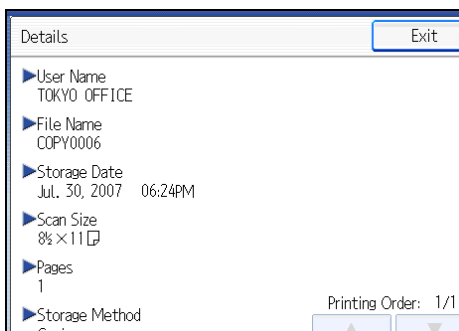 Details
Exit
▶User Name
TOKYO OFFICE
▶File Name
COPY0006
▶Storage Date
Jul. 30, 2007 06:24PM
▶Scan Size
8½×11
▶Pages
1
Printing Order: 1/1
▶Storage Method